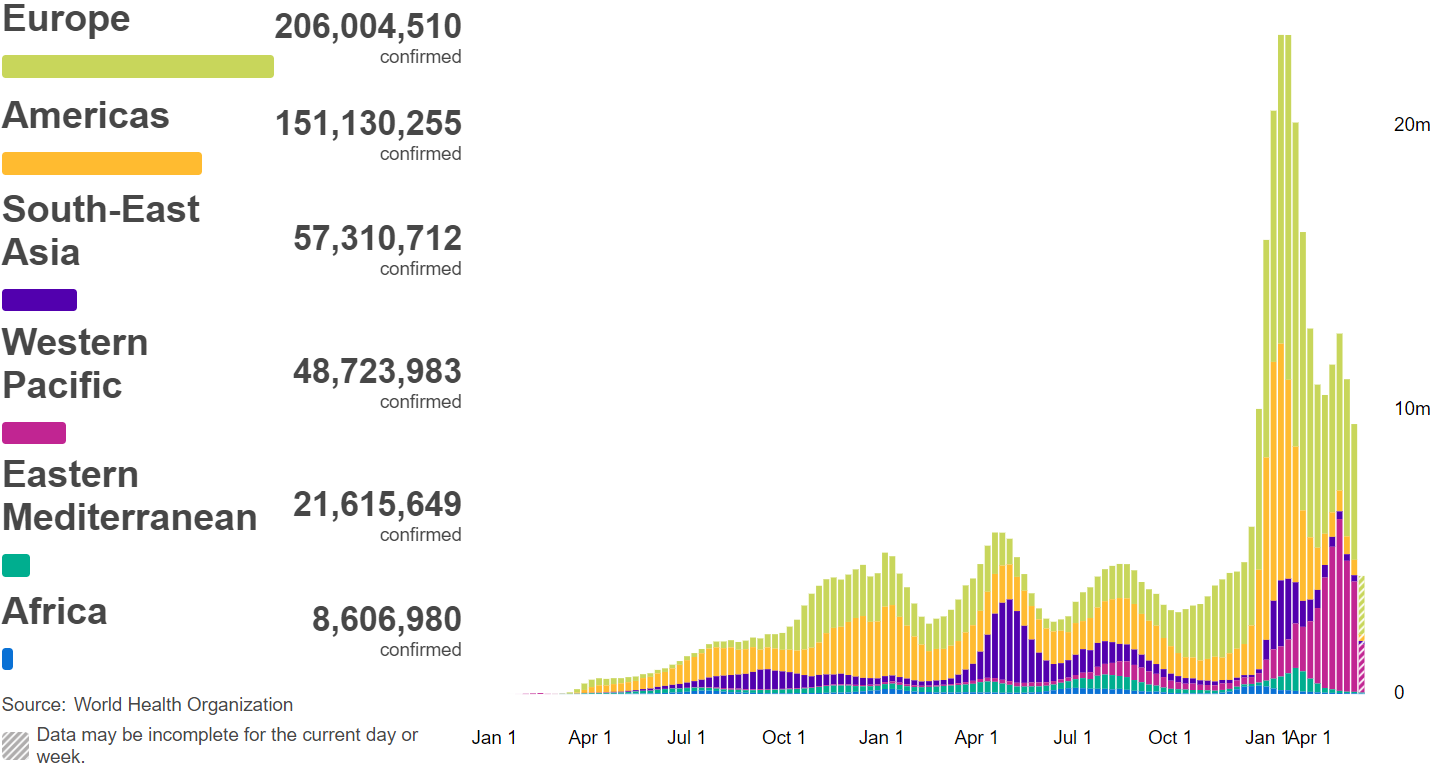 Europe
206,004,510
confirmed
Americas
151,130,255
confirmed
South-East
Asia
57,310,712
confirmed
Western
Pacific
48,723,983
confirmed
Eastern
Mediterranean
21,615,649
confirmed
Africa
8,606,980
confirmed
Source: World Health Organization
Data may be incomplete for the current day or
week.
20m
10m
0
Jan 1 Apr 1 Jul 1 Oct 1 Jan 1 Apr 1 Jul 1 Oct 1 Jan 1 Apr 1